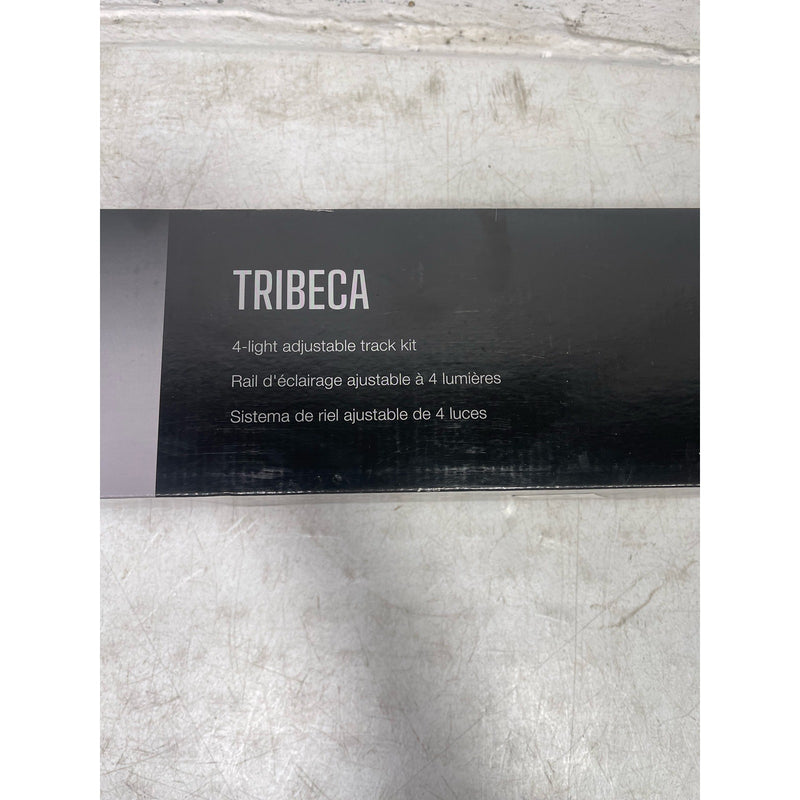 TRIBECA
4-light adjustable track kit
Rail d'éclairage ajustable à 4 lumières
Sistema de riel ajustable de 4 luces